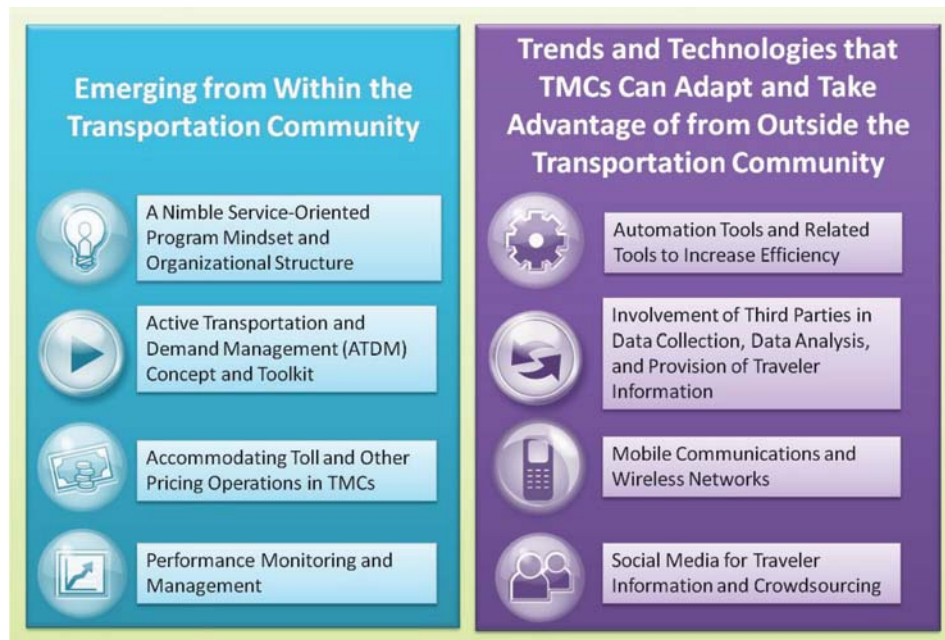 Emerging from Within the
Transportation Community
A Nimble Service-Oriented
Program Mindset and
Organizational Structure
Active Transportation and
Demand Management (ATDM)
Concept and Toolkit
Accommodating Toll and Other
Pricing Operations in TMCs
Performance Monitoring and
Management
Trends and Technologies that
TMCs Can Adapt and Take
Advantage of from Outside the
Transportation Community
Automation Tools and Related
Tools to Increase Efficiency
Involvement of Third Parties in
Data Collection, Data Analysis,
and Provision of Traveler
Information
Mobile Communications and
Wireless Networks
Social Media for Traveler
Information and Crowdsourcing